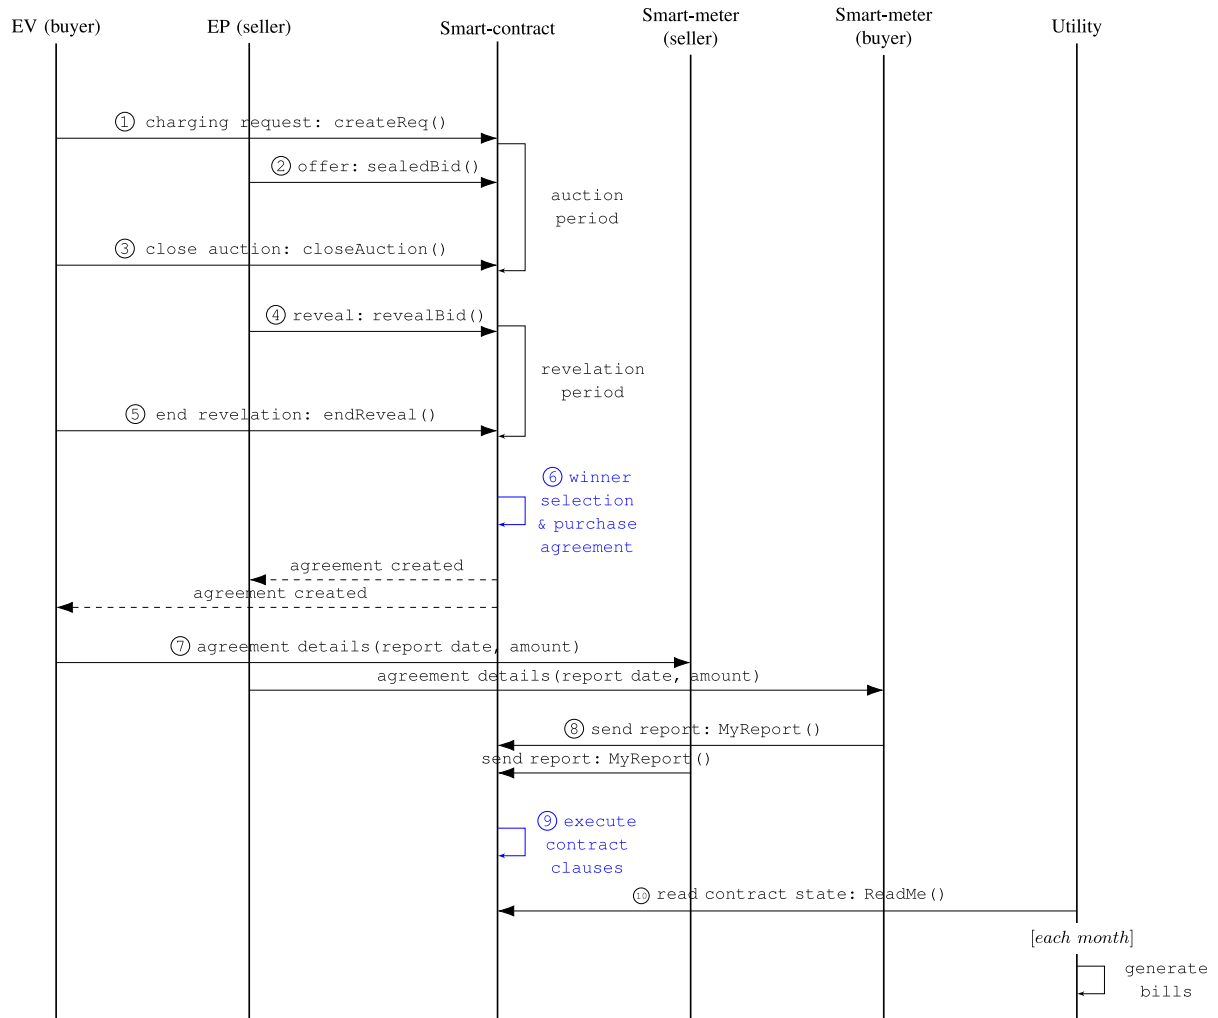 EV (buyer)
EP (seller)
Smart-contract
Smart-meter
(seller)
Smart-meter
(buyer)
Utility
① charging request: createReq()
② offer: sealedBid()
auction
period
③ close auction: closeAuction()
④ reveal: revealBid()
revelation
period
⑤ end revelation: endReveal()
⑥ winner
selection
& purchase
agreement
agreement created
agreement created
⑦ agreement details(report date, amount)
agreement details(report date, amount)
⑧ send report: MyReport()
send report: MyReport()
⑨ execute
contract
clauses
⑩ read contract state: ReadMe()
[each month]
generate
bills